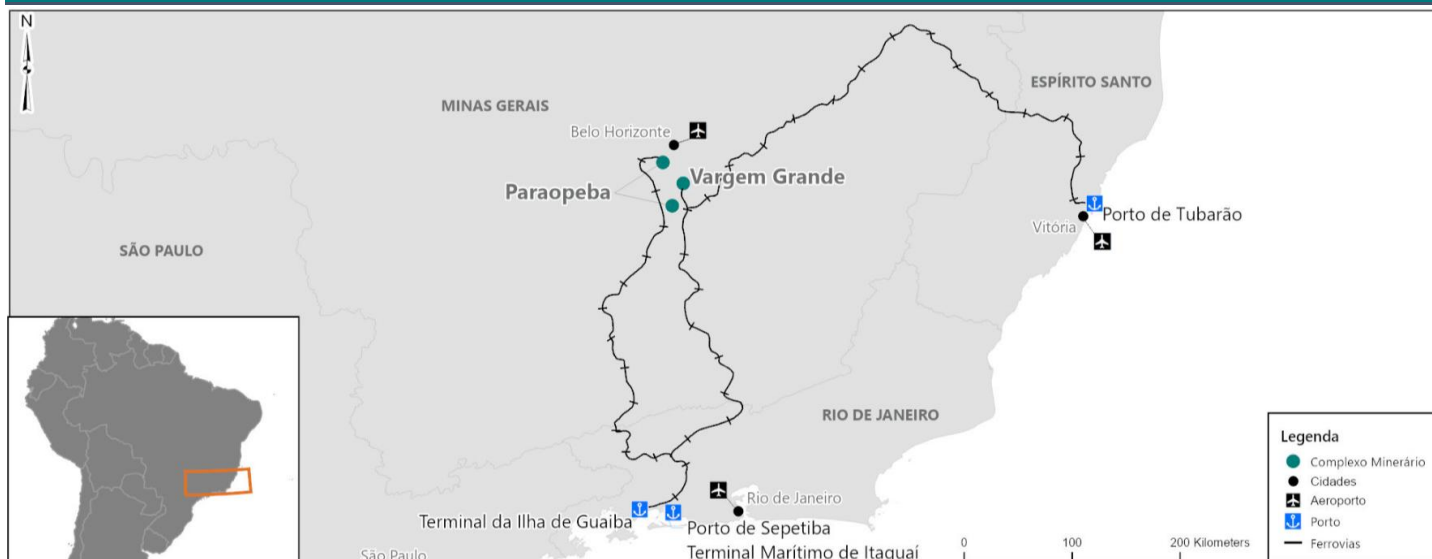 N
ESPÍRITO SANTO
MINAS GERAIS
Belo Horizonte
Vargem Grande
Paraopeba
Porto de Tubarão
Vitória
SÃO PAULO
RIO DE JANEIRO
Rio de Janeiro
Terminal da Ilha de Guaiba
Porto de Sepetiba
Terminal Marítimo de Itaguaí
São Paulo
0 100 200 Kilometers
Legenda
Complexo Minerário
Cidades
Aeroporto
Porto
Ferrovias